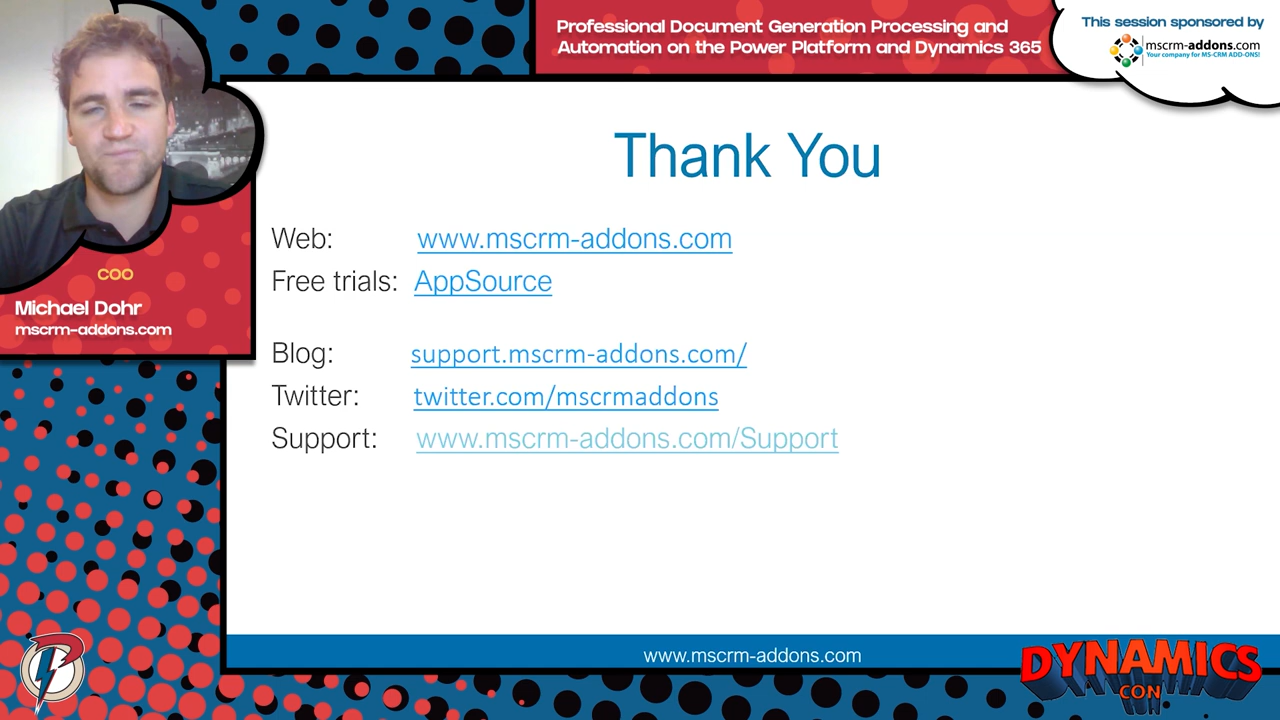 Professional Document Generation Processing and
Automation on the Power Platform and Dynamics 365
This session sponsored by
mscrm-addons.com
Your company for MS-CRM ADD-ONS!
COO
Michael Dohr
mscrm-addons.com
Thank You
Web: www.mscrm-addons.com
Free trials: AppSource
Blog: support.mscrm-addons.com/
Twitter: twitter.com/mscrmaddons
Support: www.mscrm-addons.com/Support
www.mscrm-addons.com
DYNAMICS
CON